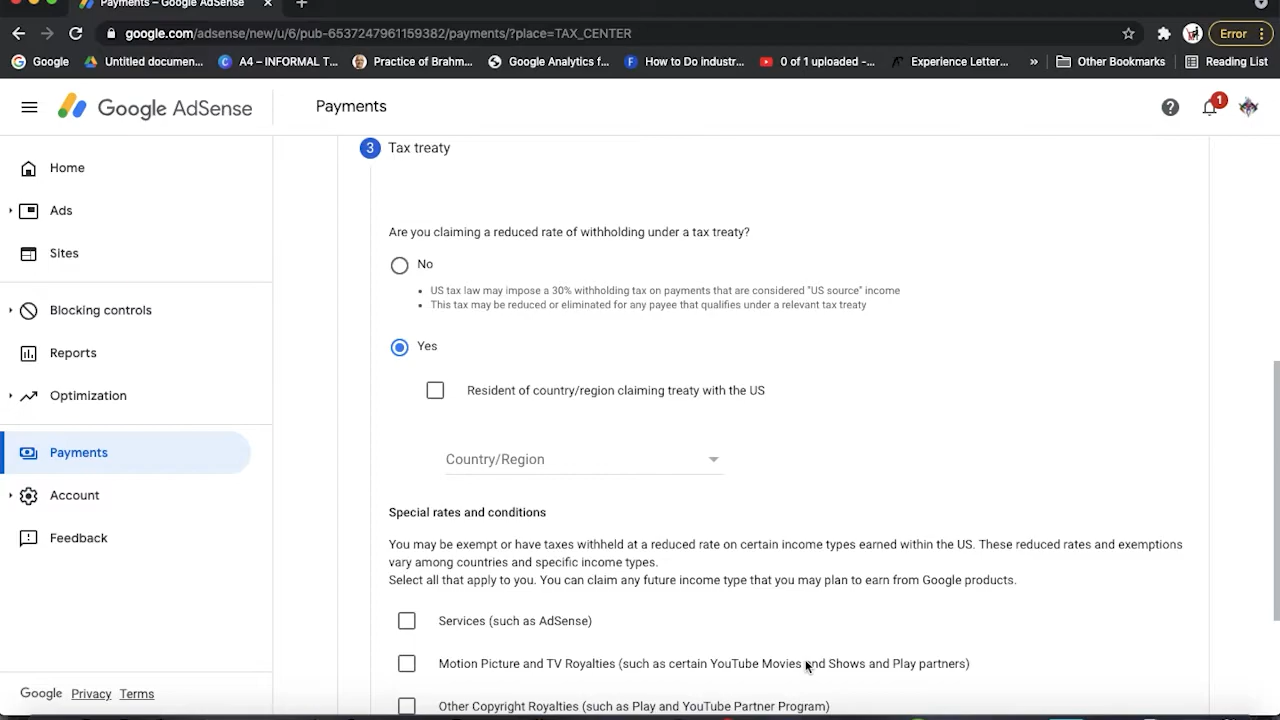 Payments – Google AdSense
google.com/adsense/new/u/6/pub-6537247961159382/payments/?place=TAX_CENTER
Error
Google
Untitled documen...
A4 – INFORMAL T...
Practice of Brahm...
Google Analytics f...
How to Do industr...
0 of 1 uploaded -...
Experience Letter...
»
Other Bookmarks
Reading List
Google AdSense
Payments
1
Home
Ads
Sites
Blocking controls
Reports
Optimization
Payments
Account
Feedback
Google Privacy Terms
3 Tax treaty
Are you claiming a reduced rate of withholding under a tax treaty?
No
• US tax law may impose a 30% withholding tax on payments that are considered "US source" income
• This tax may be reduced or eliminated for any payee that qualifies under a relevant tax treaty
Yes
Resident of country/region claiming treaty with the US
Country/Region
Special rates and conditions
You may be exempt or have taxes withheld at a reduced rate on certain income types earned within the US. These reduced rates and exemptions
vary among countries and specific income types.
Select all that apply to you. You can claim any future income type that you may plan to earn from Google products.
Services (such as AdSense)
Motion Picture and TV Royalties (such as certain YouTube Movies and Shows and Play partners)
Other Copyright Royalties (such as Play and YouTube Partner Program)